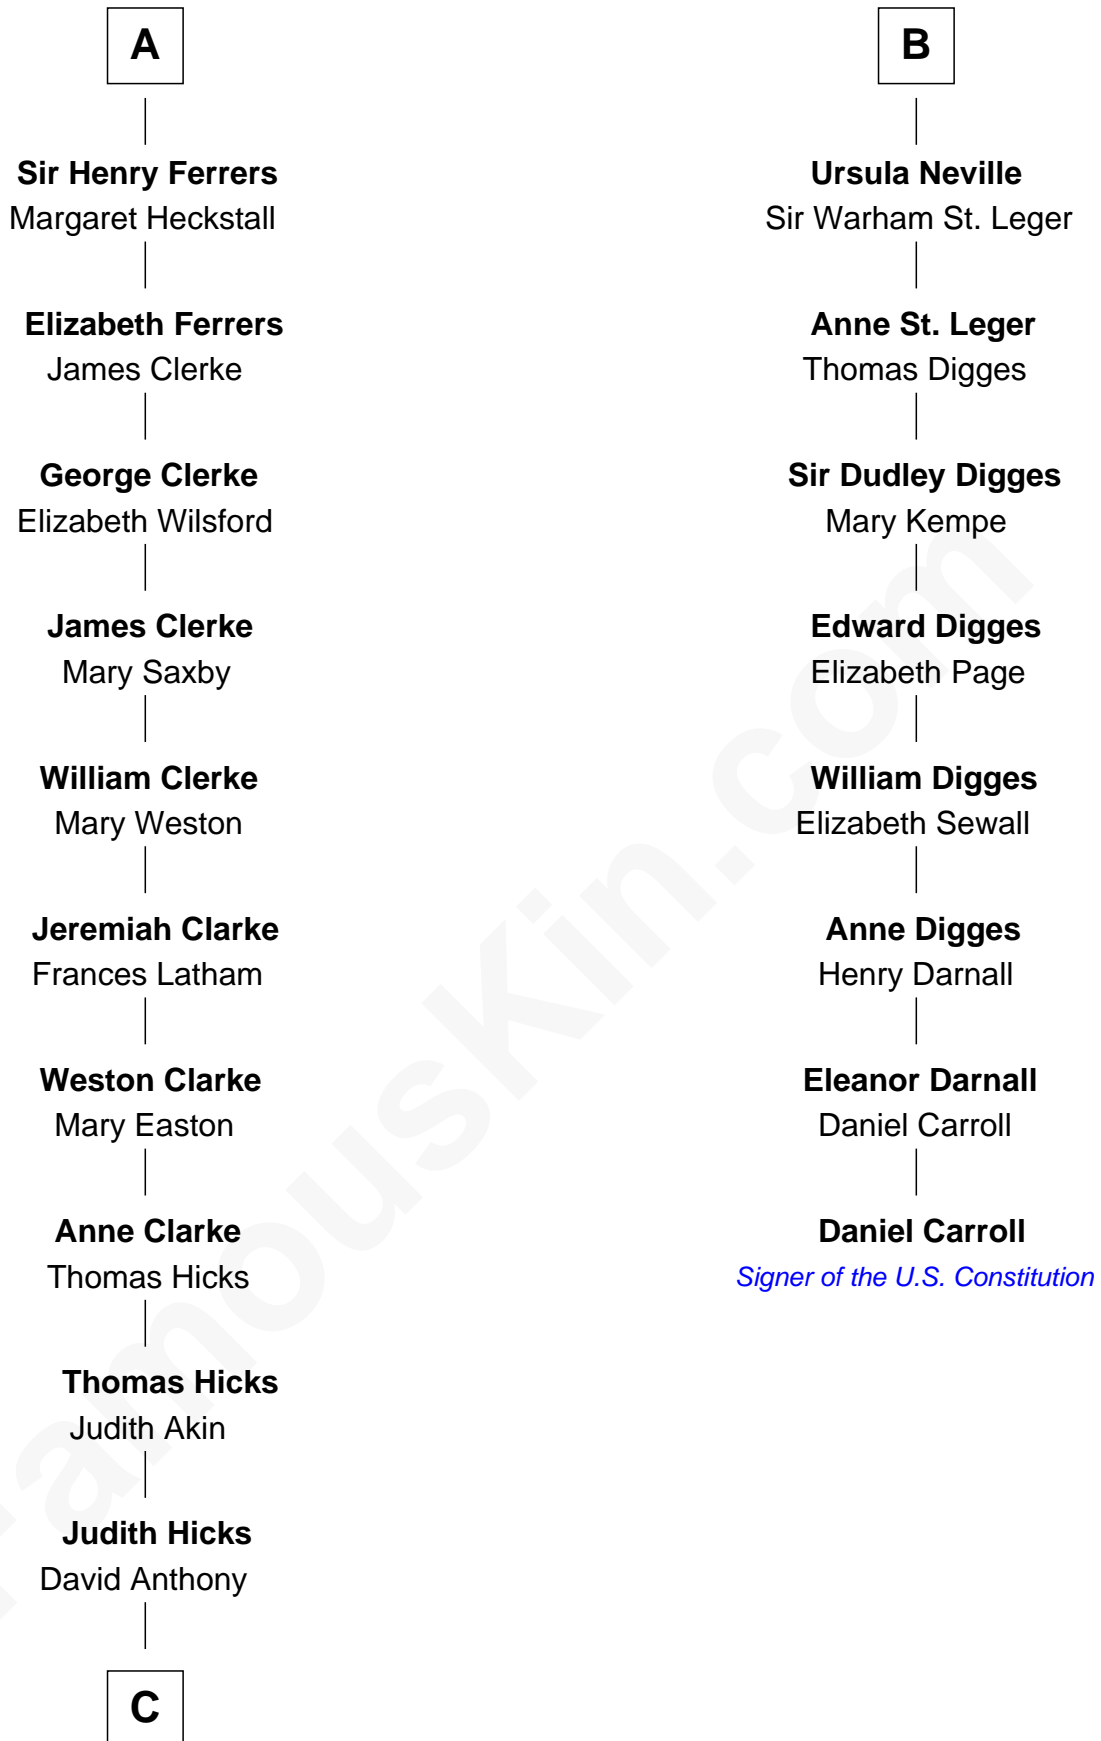 A
Sir Henry Ferrers
Margaret Heckstall
Elizabeth Ferrers
James Clerke
George Clerke
Elizabeth Wilsford
James Clerke
Mary Saxby
William Clerke
Mary Weston
Jeremiah Clarke
Frances Latham
Weston Clarke
Mary Easton
Anne Clarke
Thomas Hicks
Thomas Hicks
Judith Akin
Judith Hicks
David Anthony
C
B
Ursula Neville
Sir Warham St. Leger
Anne St. Leger
Thomas Digges
Sir Dudley Digges
Mary Kempe
Edward Digges
Elizabeth Page
William Digges
Elizabeth Sewall
Anne Digges
Henry Darnall
Eleanor Darnall
Daniel Carroll
Daniel Carroll
Signer of the U.S. Constitution
FamousKin.com